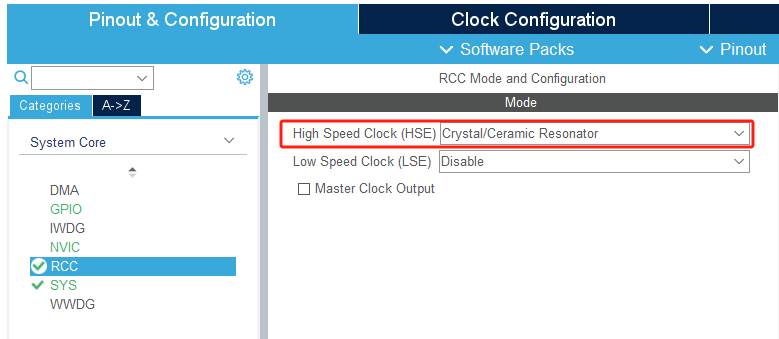 Pinout & Configuration
Clock Configuration
Software Packs
Pinout
RCC Mode and Configuration
Categories
A->Z
Mode
System Core
High Speed Clock (HSE)
Crystal/Ceramic Resonator
Low Speed Clock (LSE)
Disable
Master Clock Output
DMA
GPIO
IWDG
NVIC
RCC
SYS
WWDG